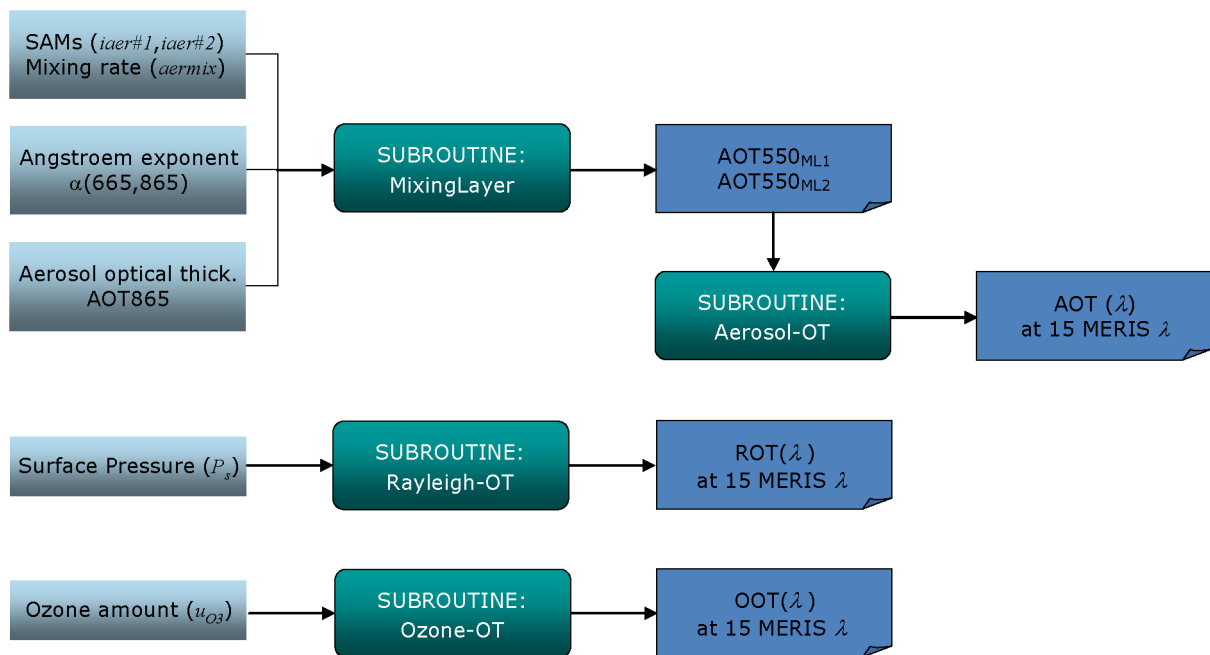 SAMs (iaer#1,iaer#2)
Mixing rate (aermix)
Angstroem exponent
α(665,865)
Aerosol optical thick.
AOT865
SUBROUTINE:
MixingLayer
AOT550ML1
AOT550ML2
SUBROUTINE:
Aerosol-OT
AOT (λ)
at 15 MERIS λ
Surface Pressure (Ps)
SUBROUTINE:
Rayleigh-OT
ROT(λ)
at 15 MERIS λ
Ozone amount (uO3)
SUBROUTINE:
Ozone-OT
OOT(λ)
at 15 MERIS λ